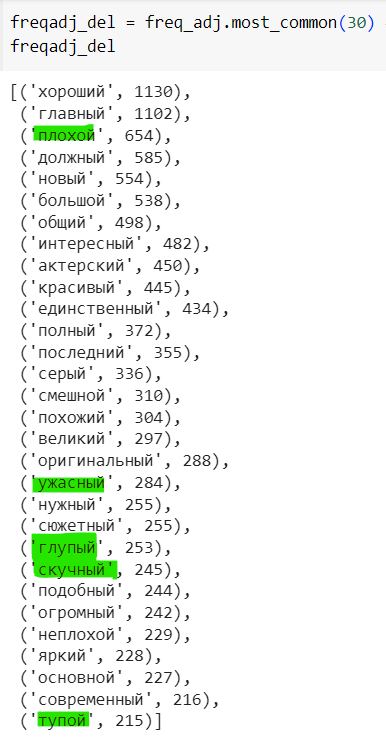 freqadj_del = freq_adj.most_common(30)
freqadj_del
[('хороший', 1130),
('главный', 1102),
('плохой', 654),
('должный', 585),
('новый', 554),
('большой', 538),
('общий', 498),
('интересный', 482),
('актерский', 450),
('красивый', 445),
('единственный', 434),
('полный', 372),
('последний', 355),
('серый', 336),
('смешной', 310),
('похожий', 304),
('великий', 297),
('оригинальный', 288),
('ужасный', 284),
('нужный', 255),
('сюжетный', 255),
('глупый', 253),
('скучный', 245),
('подобный', 244),
('огромный', 242),
('неплохой', 229),
('яркий', 228),
('основной', 227),
('современный', 216),
('тупой', 215)]